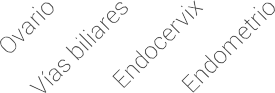 Ovario
Vías biliares
Endocervix
Endometrio